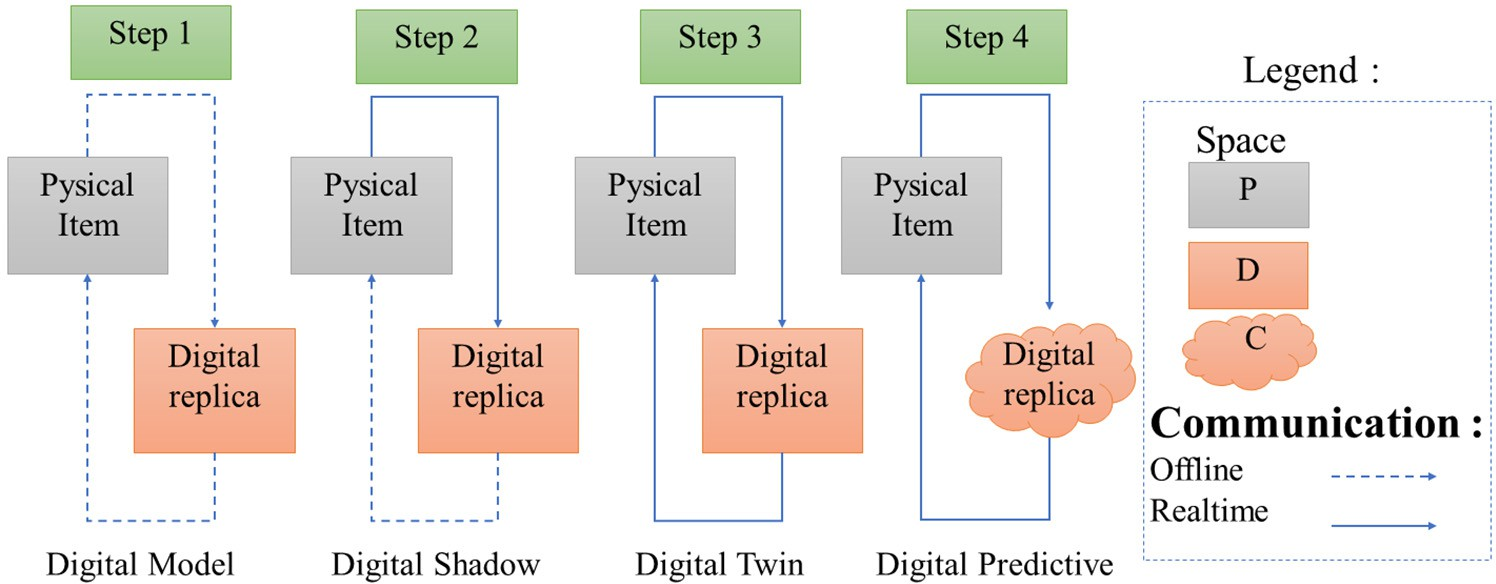 Step 1
Step 2
Step 3
Step 4
Legend :
Pysical
Item
Pysical
Item
Pysical
Item
Pysical
Item
Space
P
D
C
Digital
replica
Digital
replica
Digital
replica
Digital
replica
Communication :
Offline
Realtime
Digital Model
Digital Shadow
Digital Twin
Digital Predictive